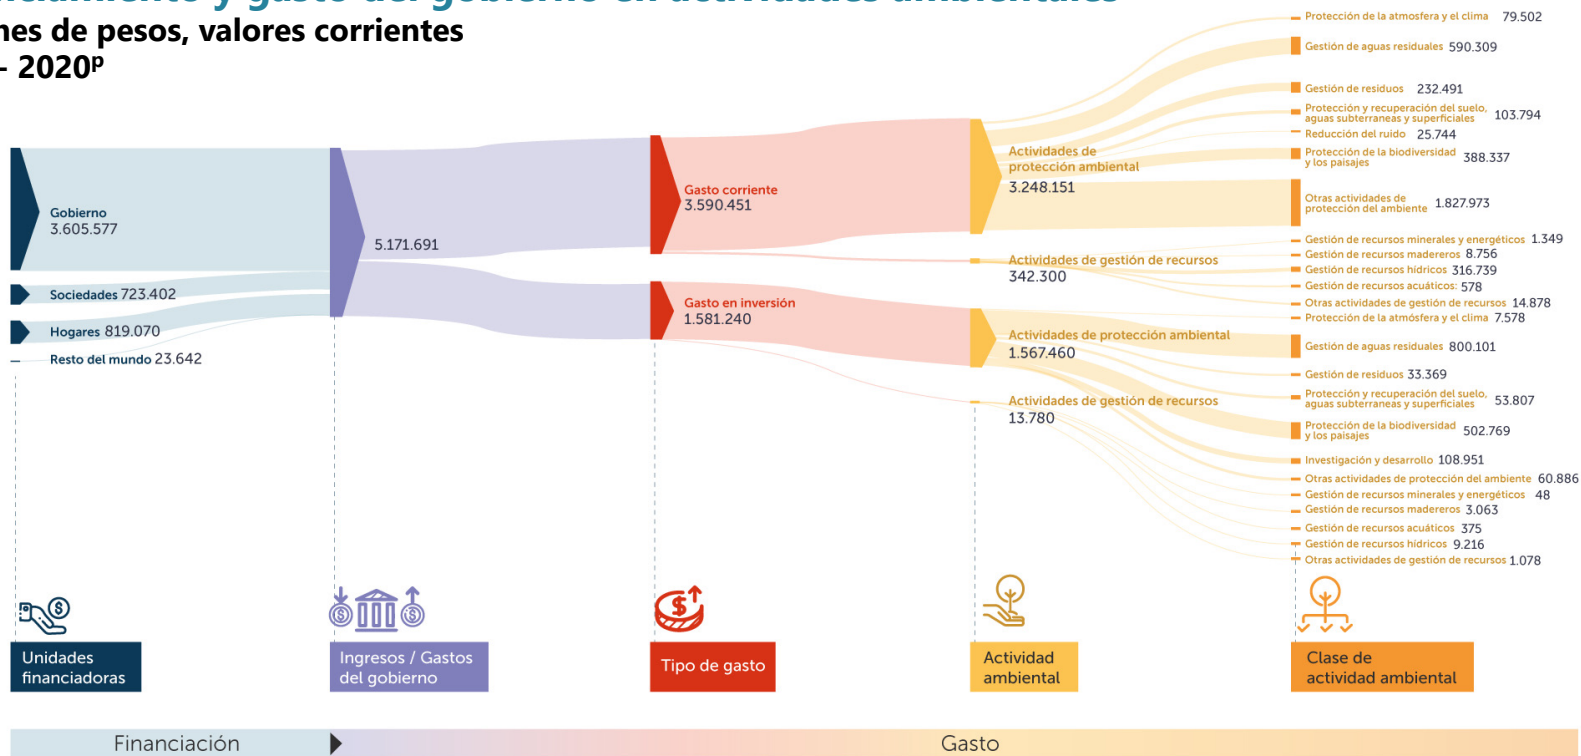 nciamiento y gasto del gobierno en actividades ambientales
nes de pesos, valores corrientes
- 2020ᵖ
Gobierno
3.605.577
Sociedades 723.402
Hogares 819.070
Resto del mundo 23.642
5.171.691
Gasto corriente
3.590.451
Gasto en inversión
1.581.240
Actividades de
protección ambiental
3.248.151
Actividades de gestión de recursos
342.300
Actividades de protección ambiental
1.567.460
Actividades de gestión de recursos
13.780
Protección de la atmosfera y el clima 79.502
Gestión de aguas residuales 590.309
Gestión de residuos 232.491
Protección y recuperación del suelo,
aguas subterraneas y superficiales 103.794
Reducción del ruido 25.744
Protección de la biodiversidad
y los paisajes 388.337
Otras actividades de
protección del ambiente 1.827.973
Gestión de recursos minerales y energéticos 1.349
Gestión de recursos madereros 8.756
Gestión de recursos hídricos 316.739
Gestión de recursos acuáticos: 578
Otras actividades de gestión de recursos 14.878
Protección de la atmósfera y el clima 7.578
Gestión de aguas residuales 800.101
Gestión de residuos 33.369
Protección y recuperación del suelo,
aguas subterraneas y superficiales 53.807
Protección de la biodiversidad
y los paisajes 502.769
Investigación y desarrollo 108.951
Otras actividades de protección del ambiente 60.886
Gestión de recursos minerales y energéticos 48
Gestión de recursos madereros 3.063
Gestión de recursos acuáticos 375
Gestión de recursos hídricos 9.216
Otras actividades de gestión de recursos 1.078
Unidades
financiadoras
Ingresos / Gastos
del gobierno
Tipo de gasto
Actividad
ambiental
Clase de
actividad ambiental
Financiación
Gasto